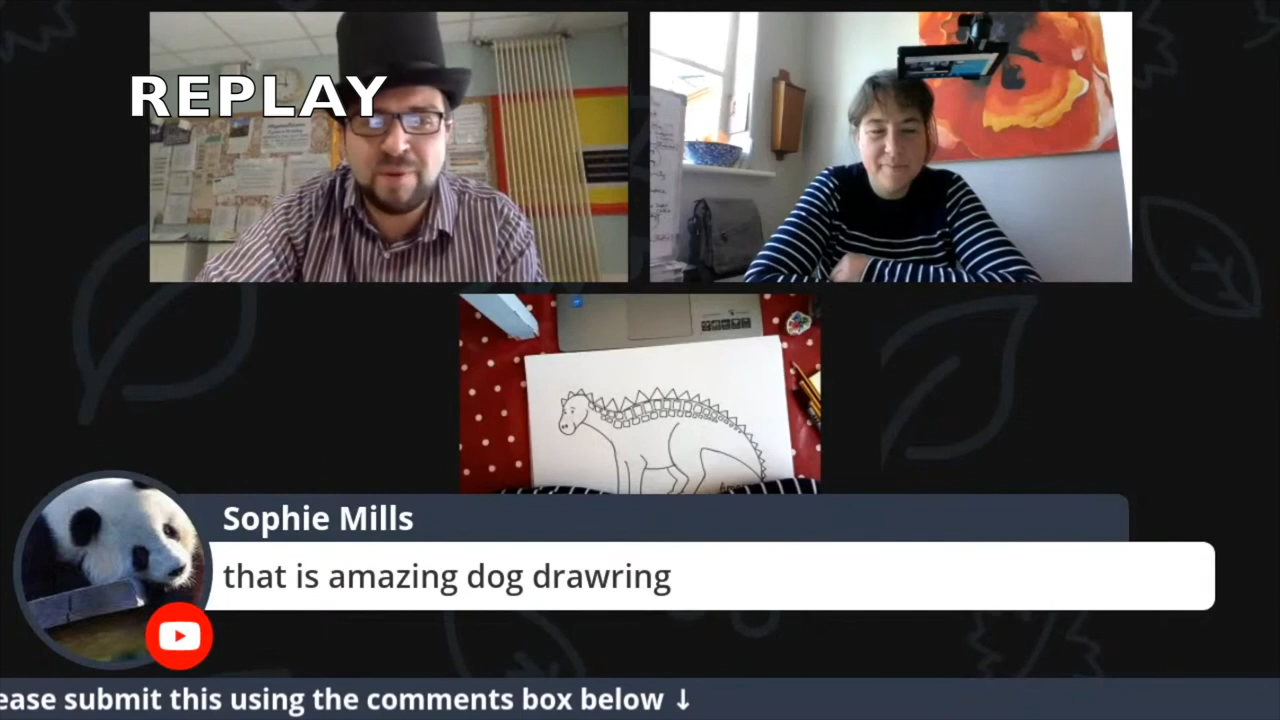 REPLAY
Sophie Mills
that is amazing dog drawring
ease submit this using the comments box below ↓